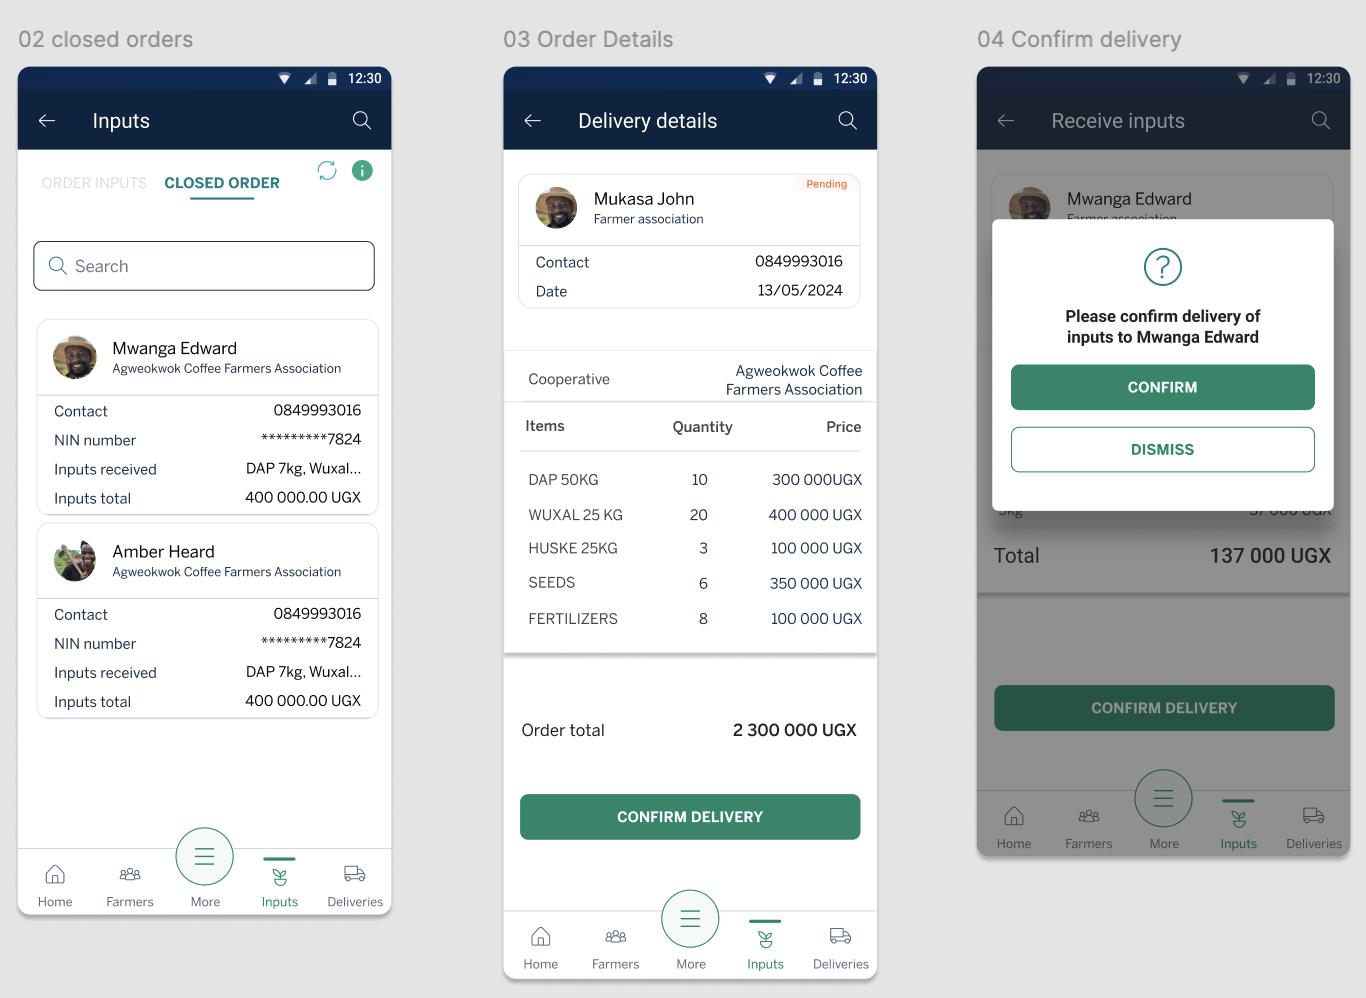 02 closed orders
12:30
Inputs
ORDER INPUTS CLOSED ORDER
Search
Mwanga Edward
Agweokwok Coffee Farmers Association
Contact 0849993016
NIN number *********7824
Inputs received DAP 7kg, Wuxal...
Inputs total 400 000.00 UGX
Amber Heard
Agweokwok Coffee Farmers Association
Contact 0849993016
NIN number *********7824
Inputs received DAP 7kg, Wuxal...
Inputs total 400 000.00 UGX
Home Farmers More Inputs Deliveries
03 Order Details
12:30
Delivery details
Pending
Mukasa John
Farmer association
Contact 0849993016
Date 13/05/2024
Cooperative Agweokwok Coffee
Farmers Association
Items Quantity Price
DAP 50KG 10 300 000UGX
WUXAL 25 KG 20 400 000 UGX
HUSKE 25KG 3 100 000 UGX
SEEDS 6 350 000 UGX
FERTILIZERS 8 100 000 UGX
Order total 2 300 000 UGX
CONFIRM DELIVERY
Home Farmers More Inputs Deliveries
04 Confirm delivery
12:30
Receive inputs
Mwanga Edward
Farmer association
Please confirm delivery of
inputs to Mwanga Edward
CONFIRM
DISMISS
Total 137 000 UGX
CONFIRM DELIVERY
Home Farmers More Inputs Deliveries